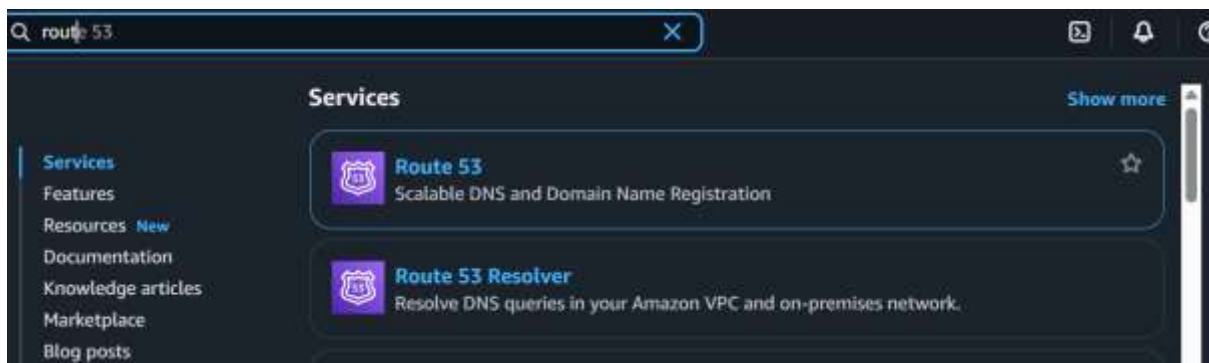 route 53
Services
Show more
Services
Features
Resources New
Documentation
Knowledge articles
Marketplace
Blog posts
Route 53
Scalable DNS and Domain Name Registration
Route 53 Resolver
Resolve DNS queries in your Amazon VPC and on-premises network.